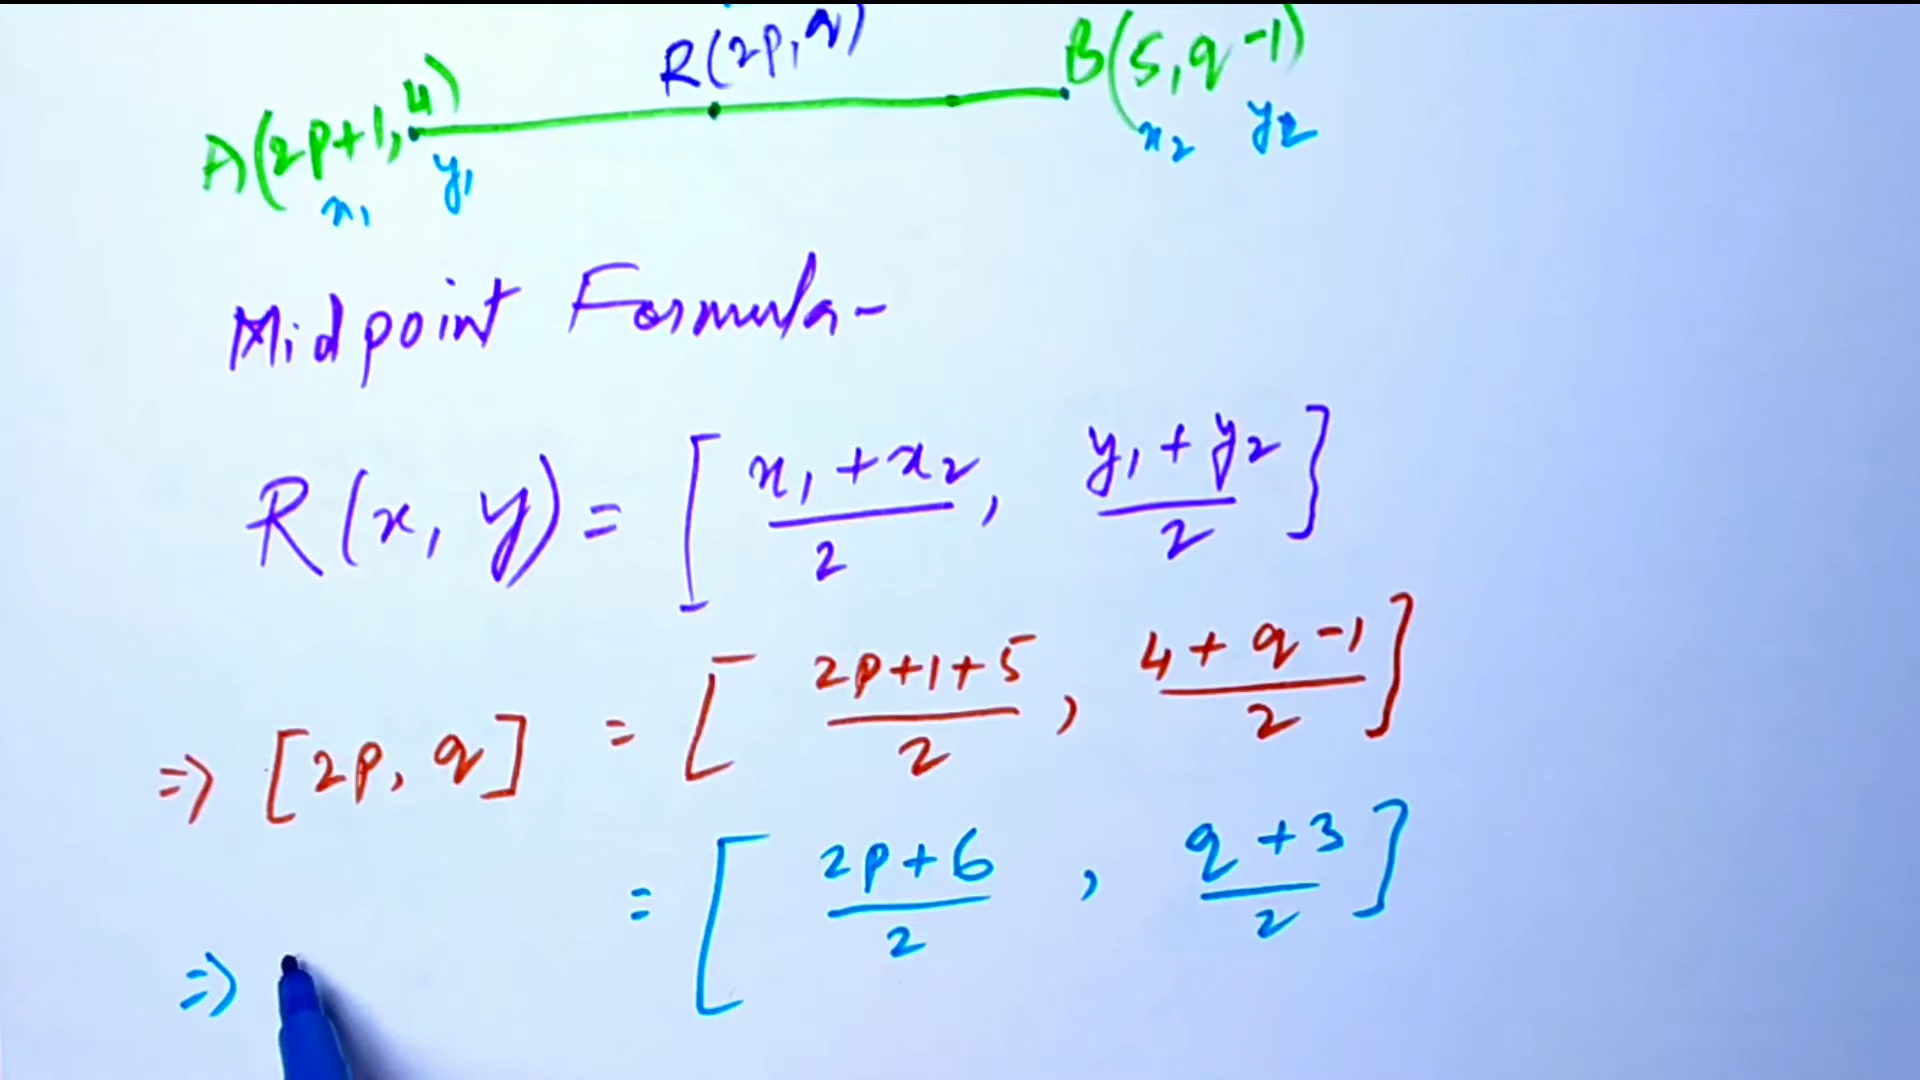 R(2p, q)
B(5, q-1)
A(2p+1, 4)
x₂ y₂
x₁ y₁
Midpoint Formula-
R(x, y) = [ (x₁+x₂)/2, (y₁+y₂)/2 ]
⇒ [2p, q] = [ (2p+1+5)/2, (4+q-1)/2 ]
= [ (2p+6)/2, (q+3)/2 ]
⇒